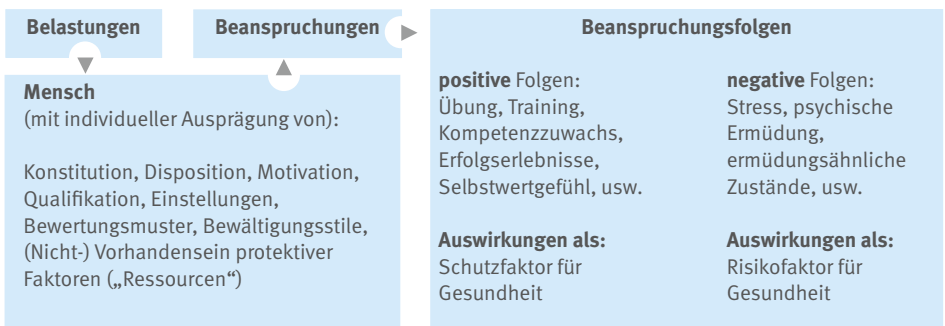 Belastungen
Beanspruchungen
Mensch
(mit individueller Ausprägung von):
Konstitution, Disposition, Motivation,
Qualifikation, Einstellungen,
Bewertungsmuster, Bewältigungsstile,
(Nicht-) Vorhandensein protektiver
Faktoren („Ressourcen“)
Beanspruchungsfolgen
positive Folgen:
Übung, Training,
Kompetenzzuwachs,
Erfolgserlebnisse,
Selbstwertgefühl, usw.
Auswirkungen als:
Schutzfaktor für
Gesundheit
negative Folgen:
Stress, psychische
Ermüdung,
ermüdungsähnliche
Zustände, usw.
Auswirkungen als:
Risikofaktor für
Gesundheit